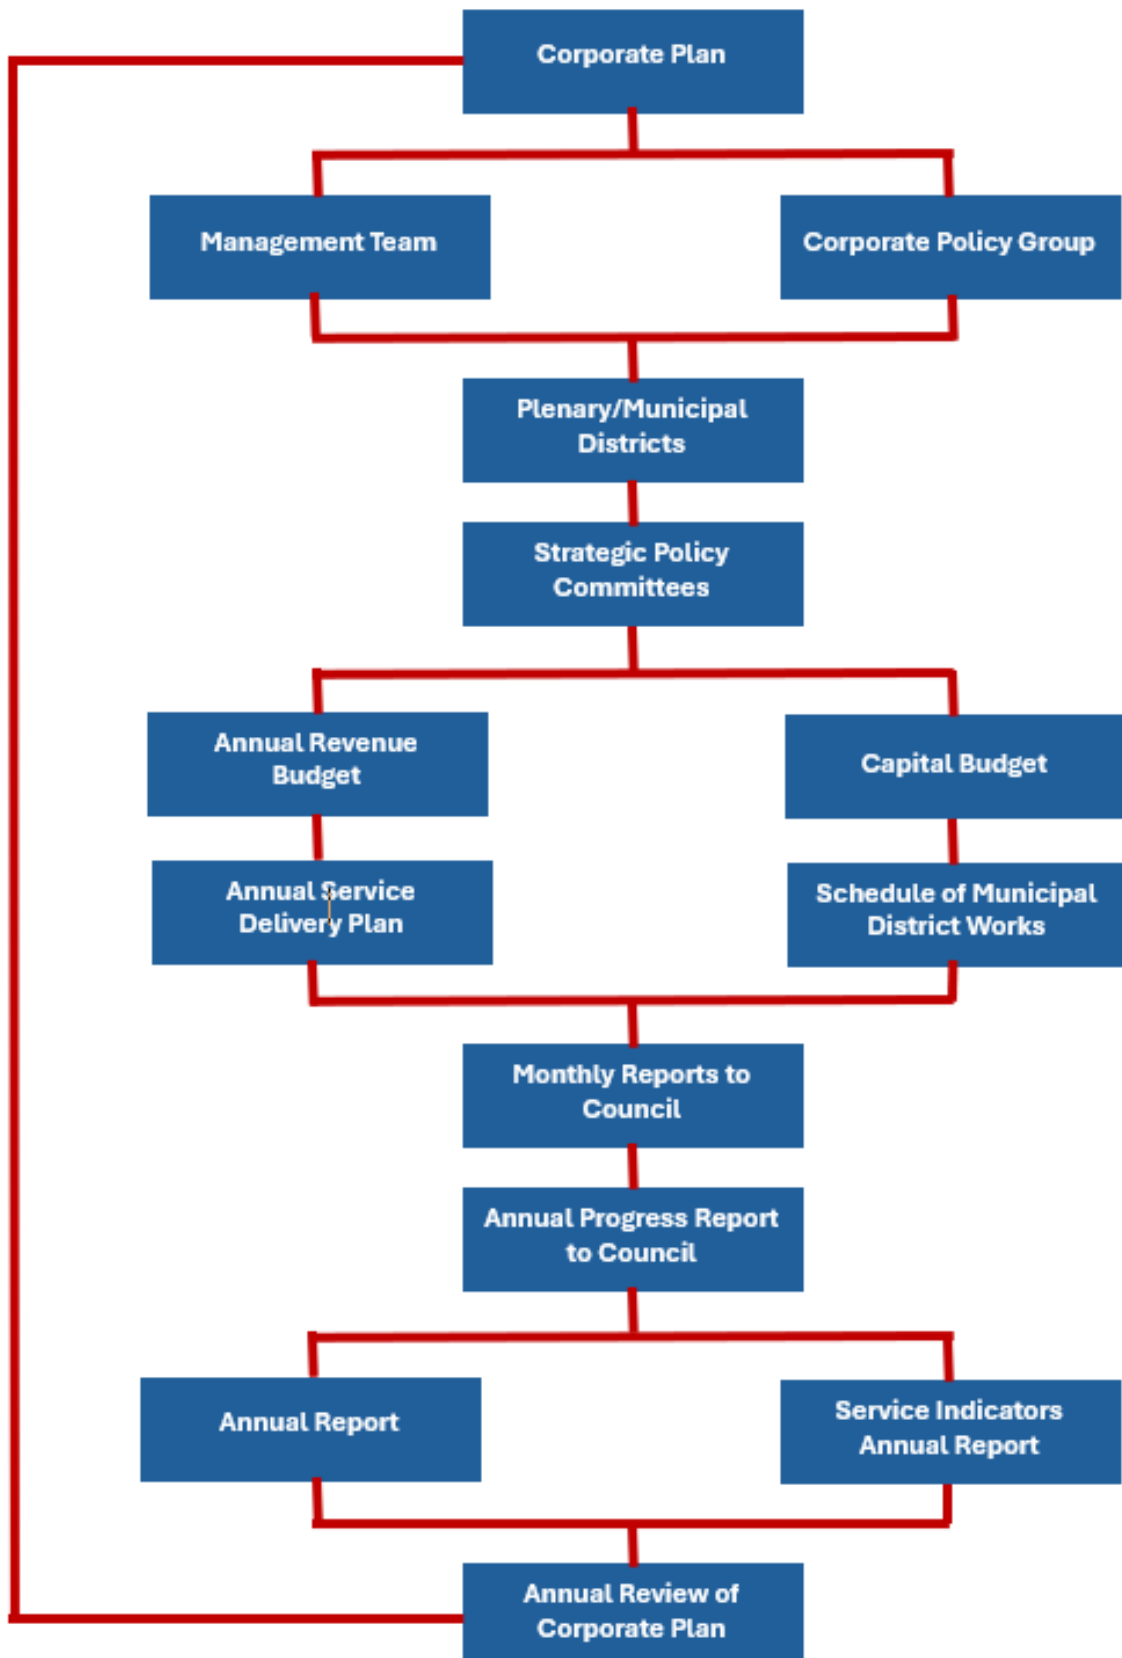 Corporate Plan
Management Team
Corporate Policy Group
Plenary/Municipal
Districts
Strategic Policy
Committees
Annual Revenue
Budget
Capital Budget
Annual Service
Delivery Plan
Schedule of Municipal
District Works
Monthly Reports to
Council
Annual Progress Report
to Council
Annual Report
Service Indicators
Annual Report
Annual Review of
Corporate Plan